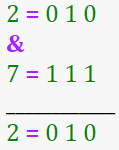 2 = 0 1 0
&
7 = 1 1 1
2 = 0 1 0